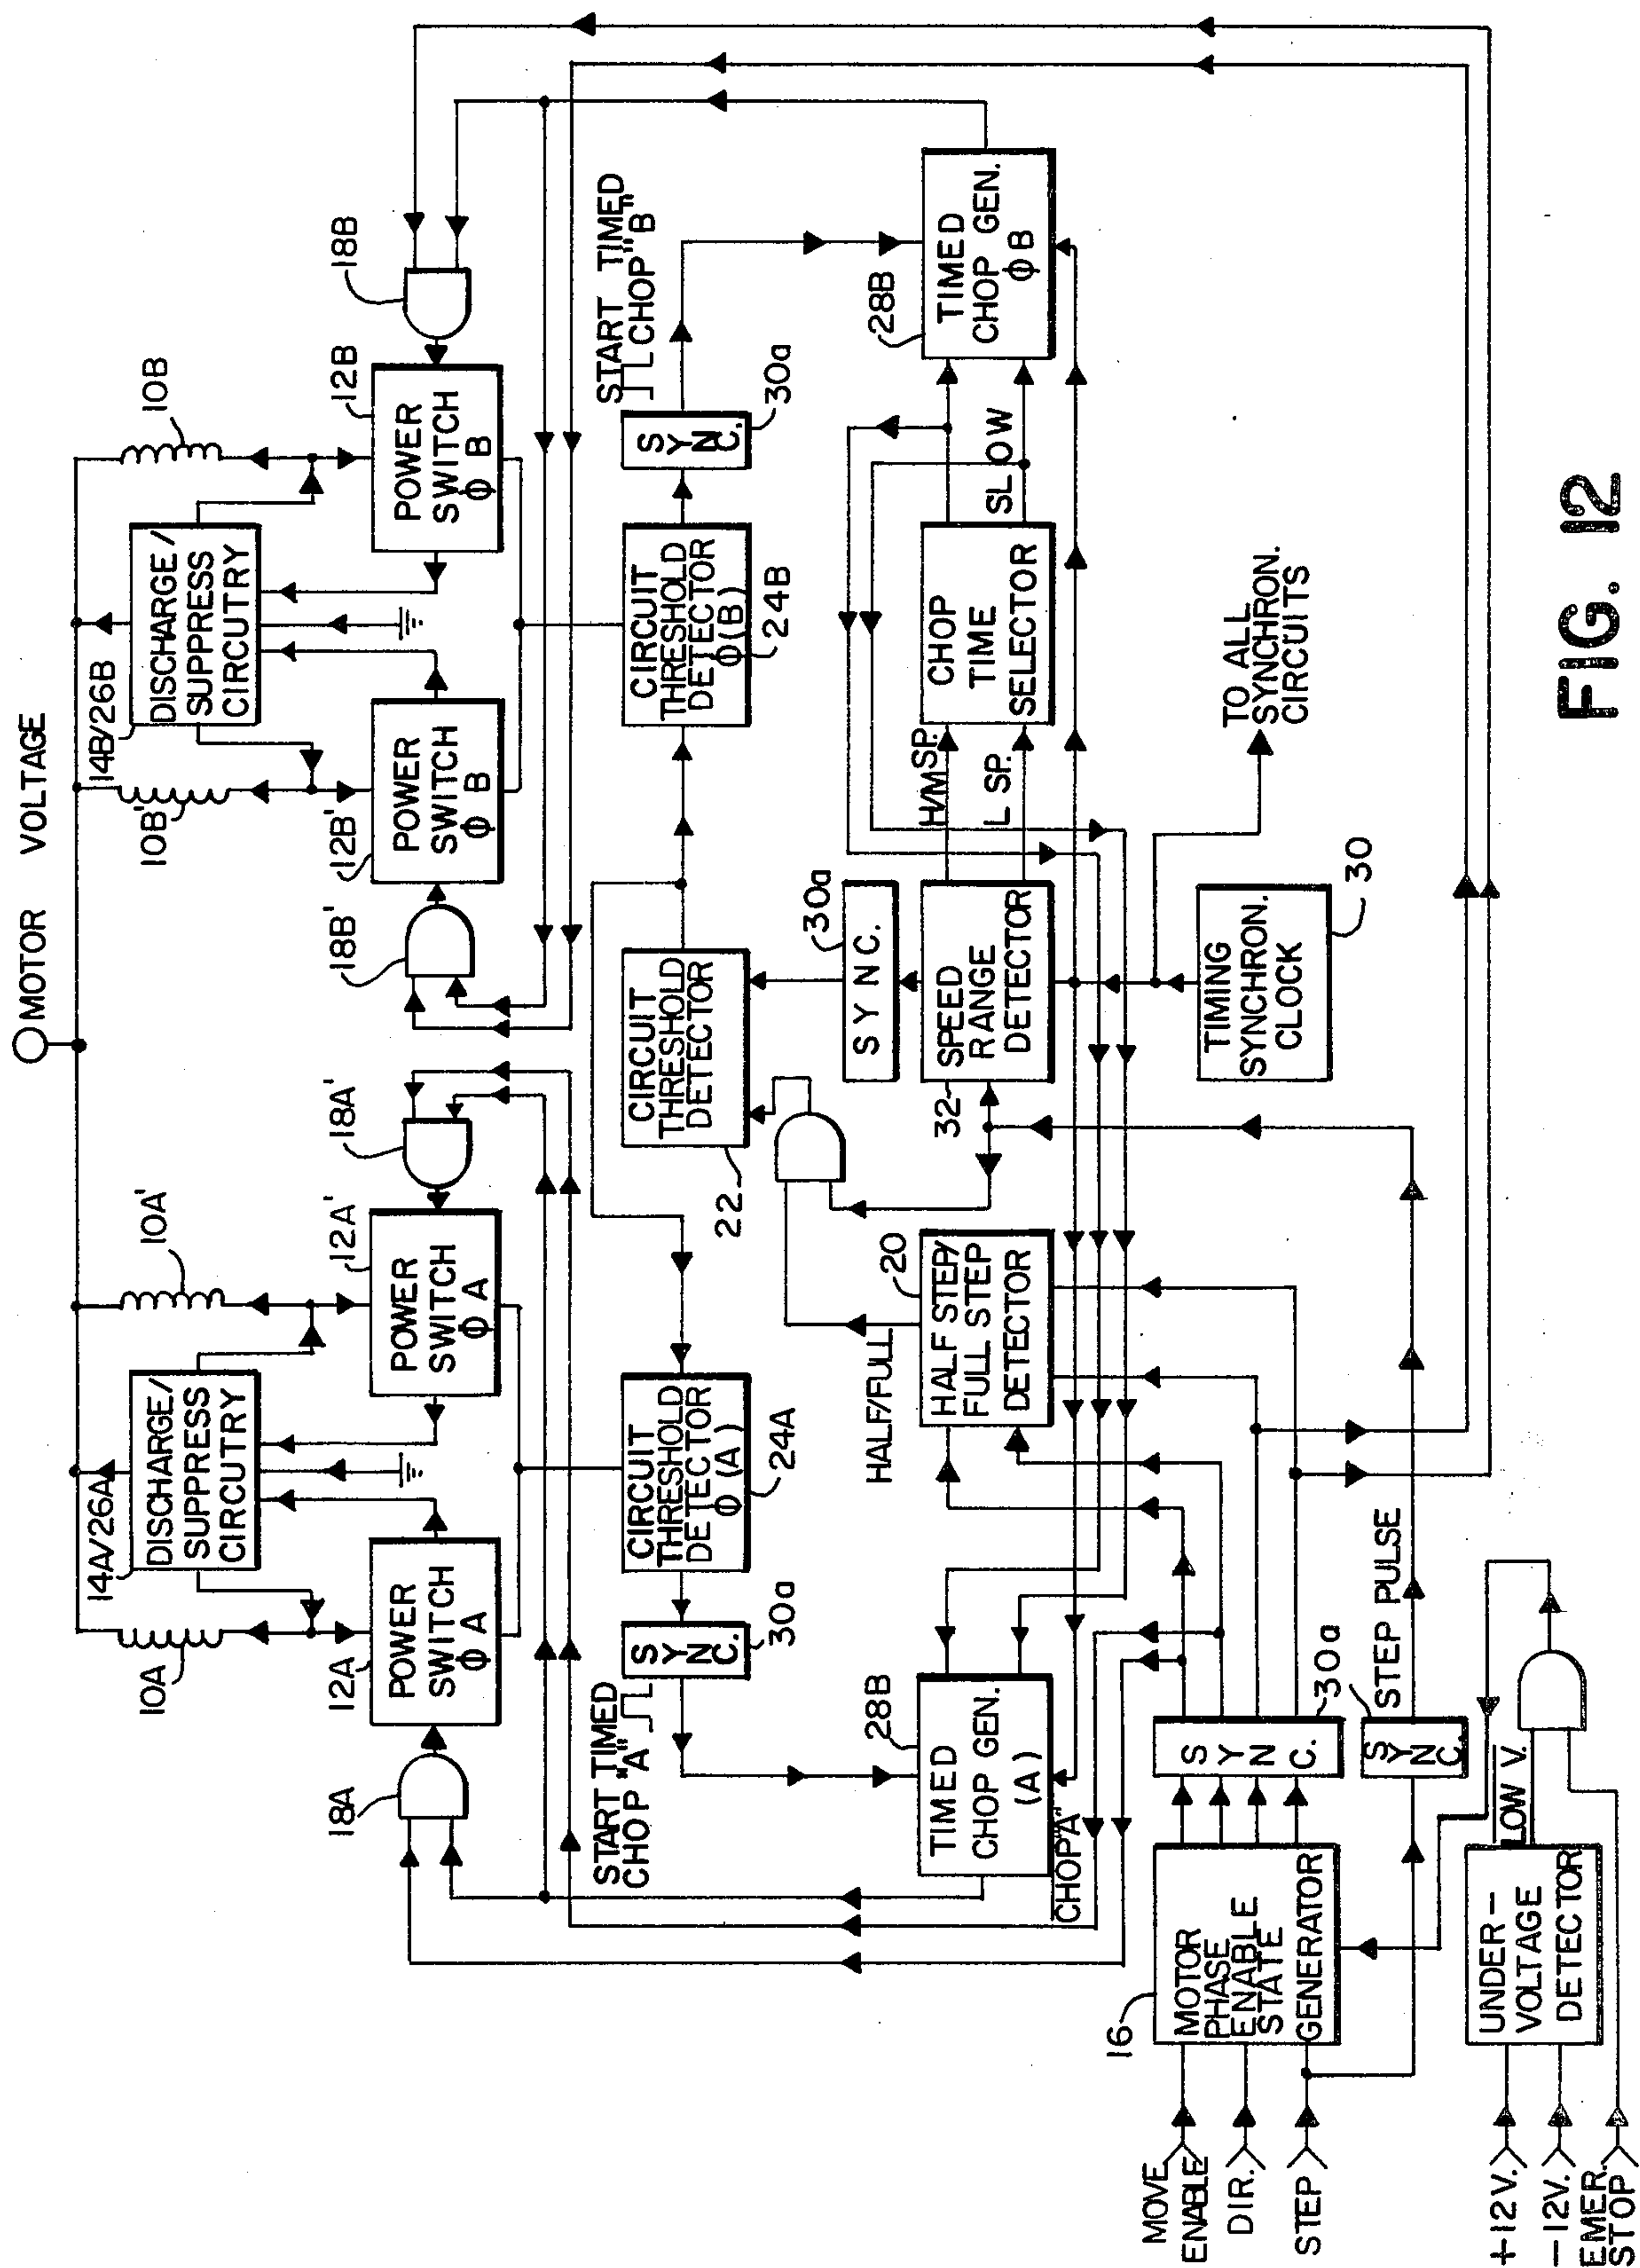 MOTOR VOLTAGE
10A
14A/26A
10A'
10B'
14B/26B
10B
DISCHARGE/
SUPPRESS
CIRCUITRY
DISCHARGE/
SUPPRESS
CIRCUITRY
12A
12A'
18A'
18B'
12B'
12B
18B
18A
POWER
SWITCH
Φ A
POWER
SWITCH
Φ A
POWER
SWITCH
Φ B
POWER
SWITCH
Φ B
START TIMED
CHOP "A"
SYNC.
30a
CIRCUIT
THRESHOLD
DETECTOR
Φ (A)
24A
22
CIRCUIT
THRESHOLD
DETECTOR
CIRCUIT
THRESHOLD
DETECTOR
Φ(B)
24B
SYNC.
30a
START TIMED
CHOP "B"
28B
TIMED
CHOP GEN.
(A)
CHOP"A"
HALF/FULL
20
HALF STEP/
FULL STEP
DETECTOR
SYNC.
30a
32
SPEED
RANGE
DETECTOR
H/M SP.
L SP.
CHOP
TIME
SELECTOR
SLOW
28B
TIMED
CHOP GEN.
Φ B
MOVE
ENABLE
DIR.
STEP
16
MOTOR
PHASE
ENABLE
STATE
GENERATOR
SYNC.
30a
SYNC.
STEP PULSE
TIMING
SYNCHRON.
CLOCK
30
TO ALL
SYNCHRON.
CIRCUITS
+12V.
-12V.
EMER.
STOP
UNDER-
VOLTAGE
DETECTOR
LOW V.
FIG. 12